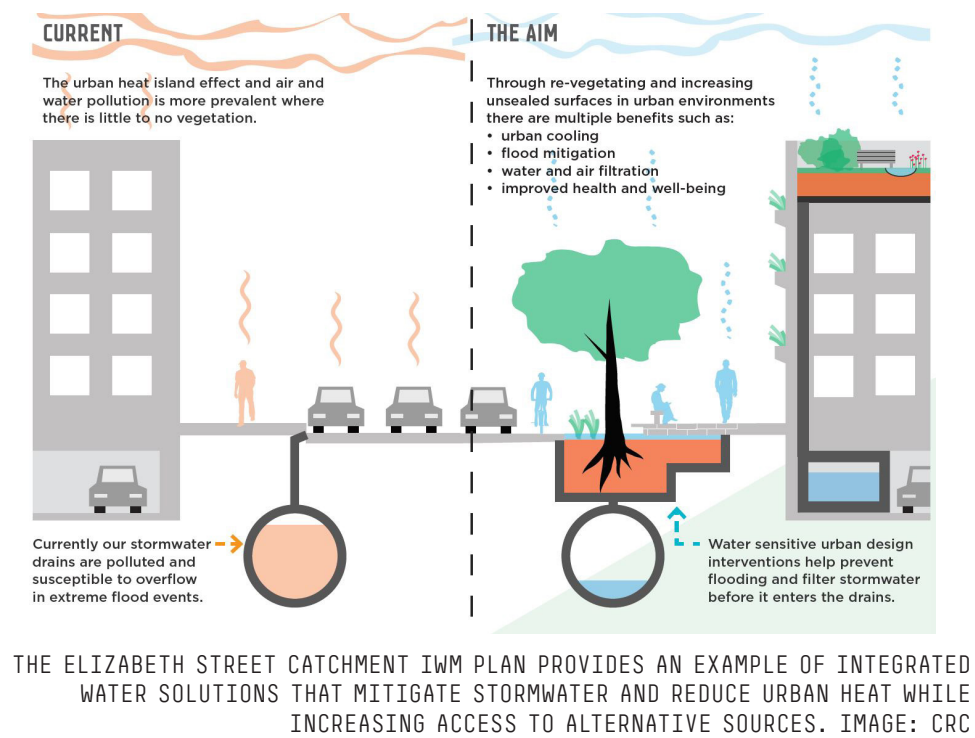 CURRENT
The urban heat island effect and air and
water pollution is more prevalent where
there is little to no vegetation.
THE AIM
Through re-vegetating and increasing
unsealed surfaces in urban environments
there are multiple benefits such as:
• urban cooling
• flood mitigation
• water and air filtration
• improved health and well-being
Currently our stormwater
drains are polluted and
susceptible to overflow
in extreme flood events.
Water sensitive urban design
interventions help prevent
flooding and filter stormwater
before it enters the drains.
THE ELIZABETH STREET CATCHMENT IWM PLAN PROVIDES AN EXAMPLE OF INTEGRATED
WATER SOLUTIONS THAT MITIGATE STORMWATER AND REDUCE URBAN HEAT WHILE
INCREASING ACCESS TO ALTERNATIVE SOURCES. IMAGE: CRC